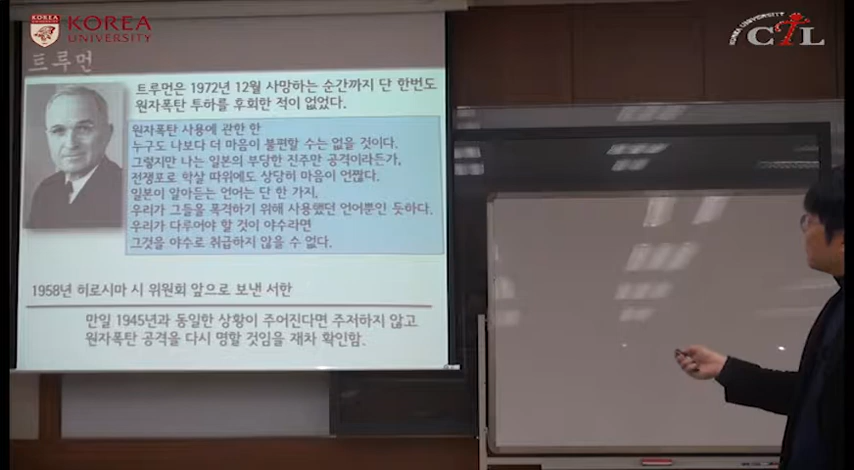 KOREA
UNIVERSITY
KOREA UNIVERSITY
CTL
트루먼
트루먼은 1972년 12월 사망하는 순간까지 단 한번도
원자폭탄 투하를 후회한 적이 없었다.
원자폭탄 사용에 관한 한
누구도 나보다 더 마음이 불편할 수는 없을 것이다.
그렇지만 나는 일본의 부당한 진주만 공격이라든가,
전쟁포로 학살 따위에도 상당히 마음이 언짢다.
일본이 알아듣는 언어는 단 한 가지,
우리가 그들을 폭격하기 위해 사용했던 언어뿐인 듯하다.
우리가 다루어야 할 것이 야수라면
그것을 야수로 취급하지 않을 수 없다.
1958년 히로시마 시 위원회 앞으로 보낸 서한
만일 1945년과 동일한 상황이 주어진다면 주저하지 않고
원자폭탄 공격을 다시 명할 것임을 재차 확인함.